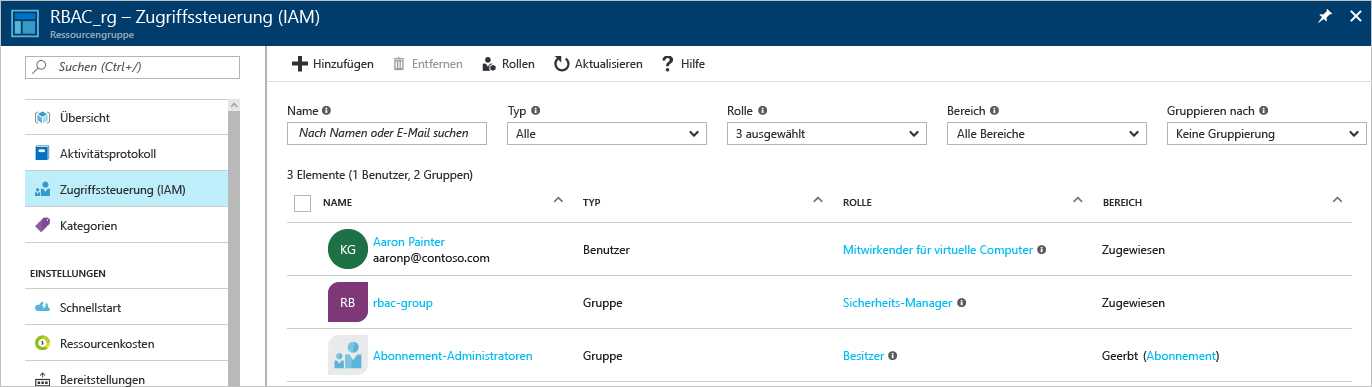 RBAC_rg – Zugriffssteuerung (IAM)
Ressourcengruppe
Suchen (Ctrl+/)
Übersicht
Aktivitätsprotokoll
Zugriffssteuerung (IAM)
Kategorien
EINSTELLUNGEN
Schnellstart
Ressourcenkosten
Bereitstellungen
Hinzufügen Entfernen Rollen Aktualisieren Hilfe
Name Typ Rolle Bereich Gruppieren nach
Nach Namen oder E-Mail suchen Alle 3 ausgewählt Alle Bereiche Keine Gruppierung
3 Elemente (1 Benutzer, 2 Gruppen)
NAME TYP ROLLE BEREICH
KG Aaron Painter Benutzer Mitwirkender für virtuelle Computer Zugewiesen
aaronp@contoso.com
RB rbac-group Gruppe Sicherheits-Manager Zugewiesen
Abonnement-Administratoren Gruppe Besitzer Geerbt (Abonnement)